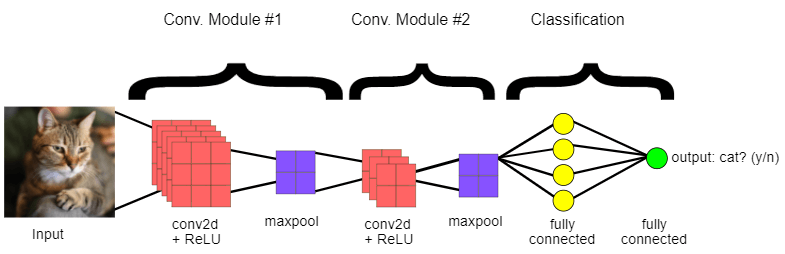 Conv. Module #1
Conv. Module #2
Classification
Input
conv2d
+ ReLU
maxpool
conv2d
+ ReLU
maxpool
fully
connected
fully
connected
output: cat? (y/n)